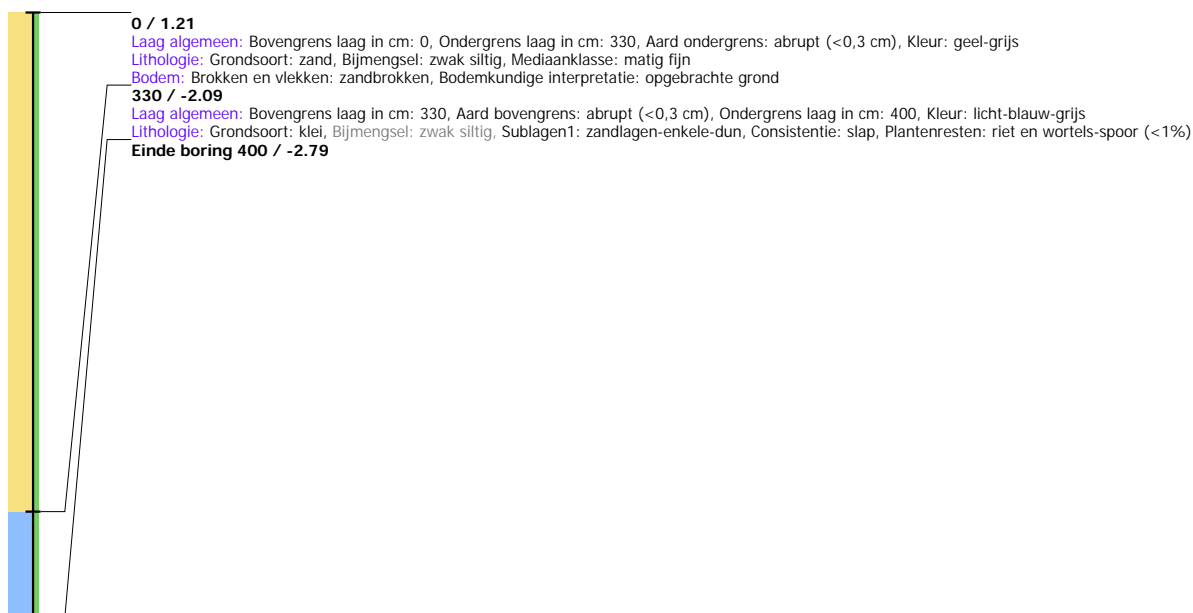 0 / 1.21
Laag algemeen: Bovengrens laag in cm: 0, Ondergrens laag in cm: 330, Aard ondergrens: abrupt (<0,3 cm), Kleur: geel-grijs
Lithologie: Grondsoort: zand, Bijmengsel: zwak siltig, Mediaanklasse: matig fijn
Bodem: Brokken en vlekken: zandbrokken, Bodemkundige interpretatie: opgebrachte grond
330 / -2.09
Laag algemeen: Bovengrens laag in cm: 330, Aard bovengrens: abrupt (<0,3 cm), Ondergrens laag in cm: 400, Kleur: licht-blauw-grijs
Lithologie: Grondsoort: klei, Bijmengsel: zwak siltig, Sublagen1: zandlagen-enkele-dun, Consistentie: slap, Plantenresten: riet en wortels-spoor (<1%)
Einde boring 400 / -2.79